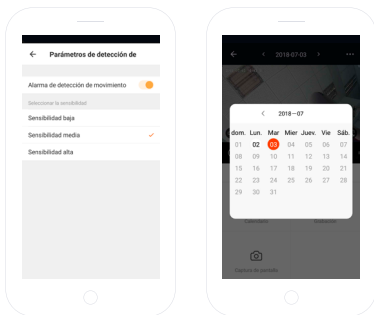 Parámetros de detección de
Alarma de detección de movimiento
Seleccionar la sensibilidad
Sensibilidad baja
Sensibilidad media
Sensibilidad alta
2018-07-03
2018-07
dom. Lun. Mar Mier Juev. Vie Sáb.
01 02 03 04 05 06 07
08 09 10 11 12 13 14
15 16 17 18 19 20 21
22 23 24 25 26 27 28
29 30 31
Calendario
Grabación
Captura de pantalla